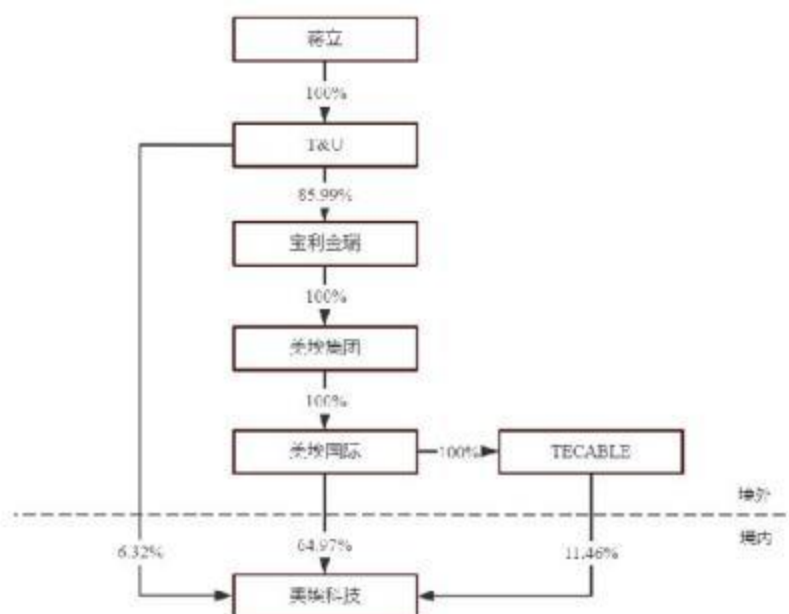 蒋立
100%
T&U
85.99%
宝利金瑞
100%
美埃集团
100%
美埃国际
100%
TECABLE
境外
境内
6.32%
64.97%
11.46%
美埃科技